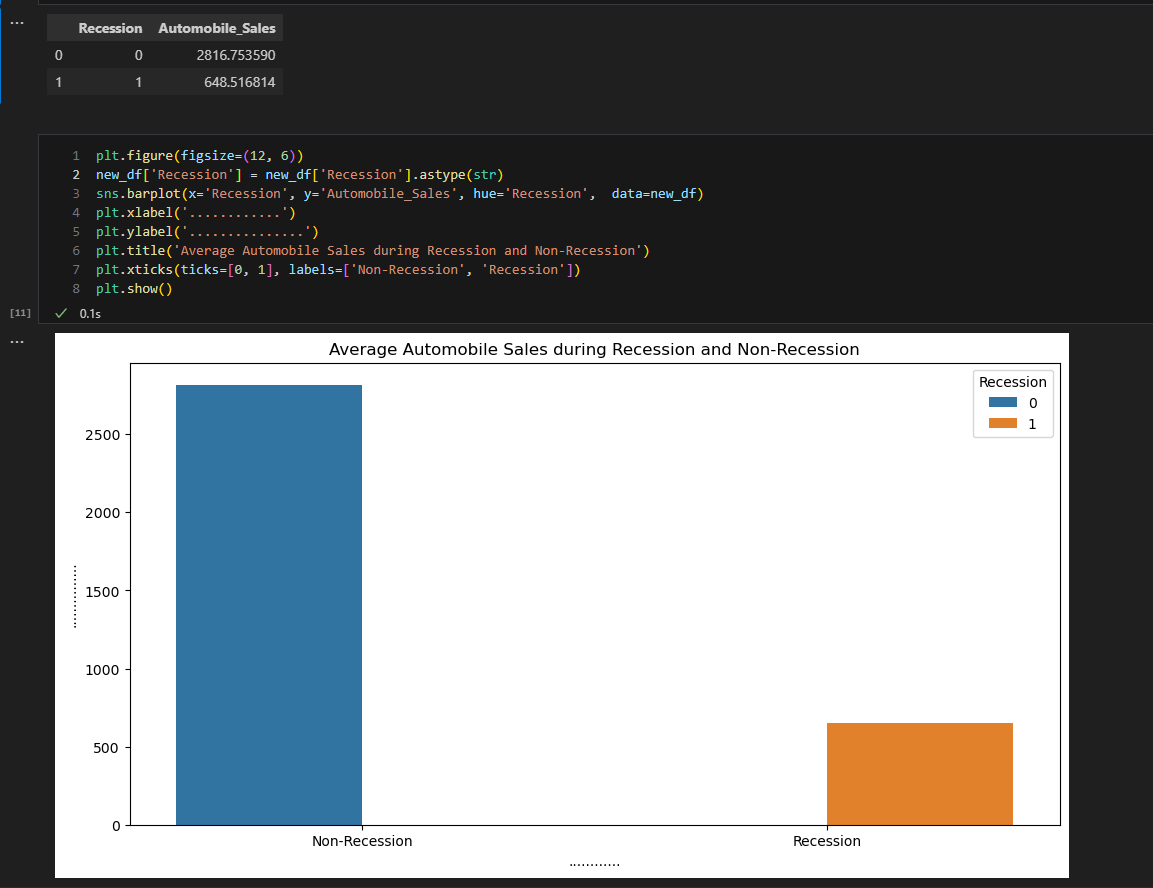 ...
Recession Automobile_Sales
0 0 2816.753590
1 1 648.516814
1 plt.figure(figsize=(12, 6))
2 new_df['Recession'] = new_df['Recession'].astype(str)
3 sns.barplot(x='Recession', y='Automobile_Sales', hue='Recession',  data=new_df)
4 plt.xlabel('............')
5 plt.ylabel('...............')
6 plt.title('Average Automobile Sales during Recession and Non-Recession')
7 plt.xticks(ticks=[0, 1], labels=['Non-Recession', 'Recession'])
8 plt.show()
[11] ✓ 0.1s
...
Average Automobile Sales during Recession and Non-Recession
Recession
0
1
2500
2000
1500
1000
500
0
...............
Non-Recession Recession
............